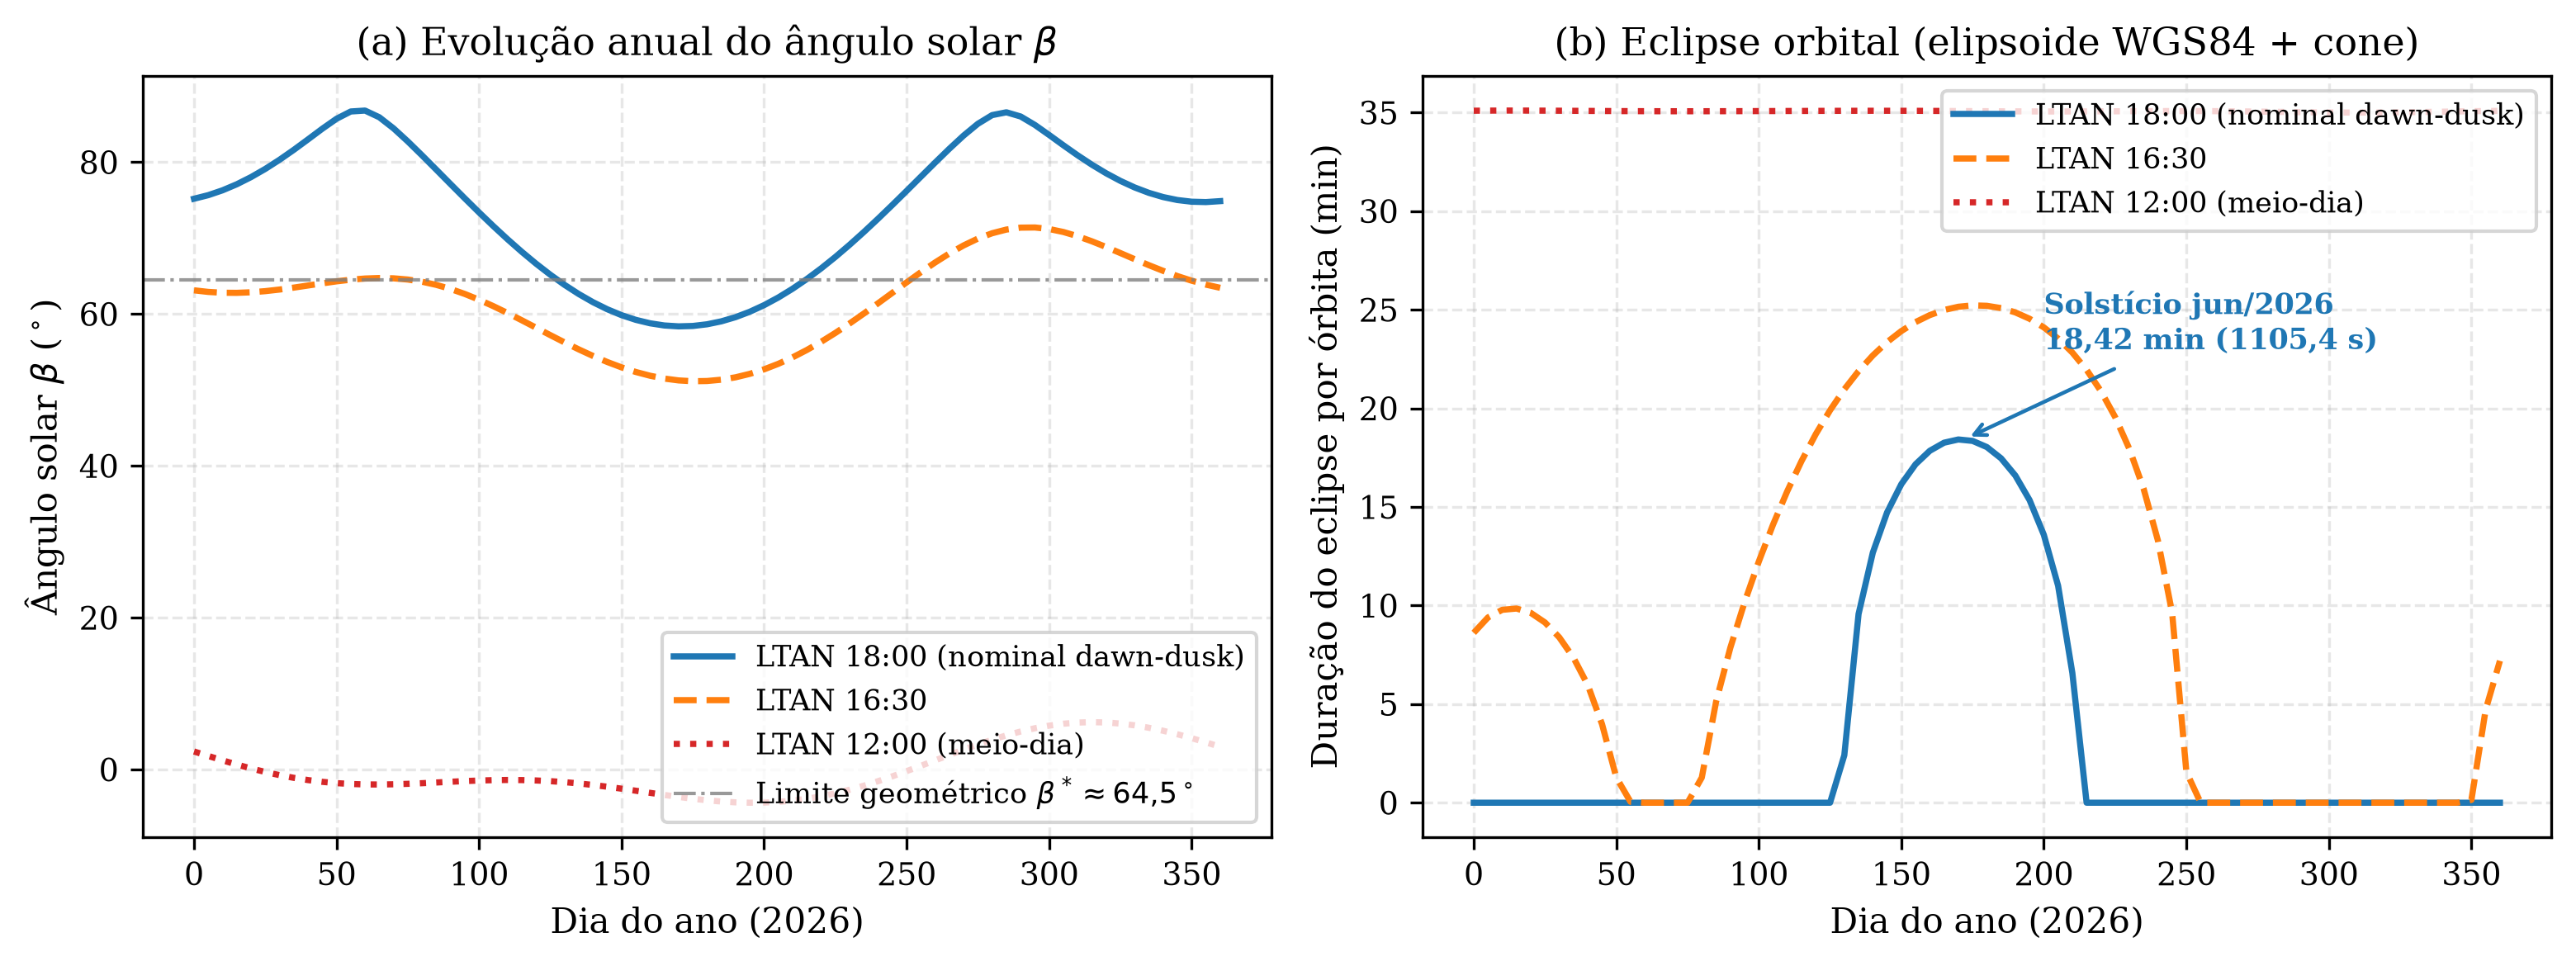 (a) Evolução anual do ângulo solar β
Ângulo solar β (°)
80
60
40
20
0
LTAN 18:00 (nominal dawn-dusk)
LTAN 16:30
LTAN 12:00 (meio-dia)
Limite geométrico β* ≈ 64,5°
0 50 100 150 200 250 300 350
Dia do ano (2026)
(b) Eclipse orbital (elipsoide WGS84 + cone)
Duração do eclipse por órbita (min)
35
30
25
20
15
10
5
0
LTAN 18:00 (nominal dawn-dusk)
LTAN 16:30
LTAN 12:00 (meio-dia)
Solstício jun/2026
18,42 min (1105,4 s)
0 50 100 150 200 250 300 350
Dia do ano (2026)